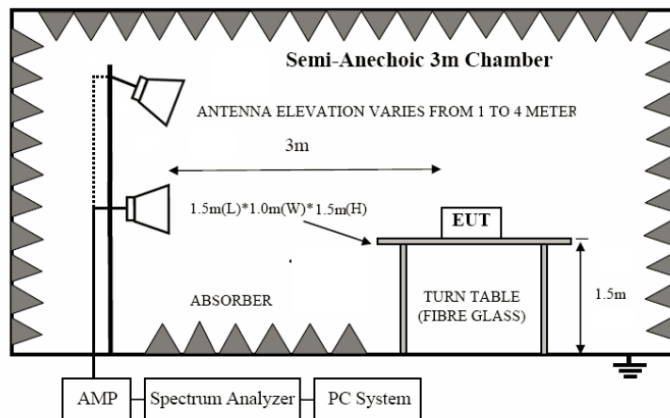 Semi-Anechoic 3m Chamber
ANTENNA ELEVATION VARIES FROM 1 TO 4 METER
3m
1.5m(L)*1.0m(W)*1.5m(H)
EUT
ABSORBER
TURN TABLE
(FIBRE GLASS)
1.5m
AMP
Spectrum Analyzer
PC System